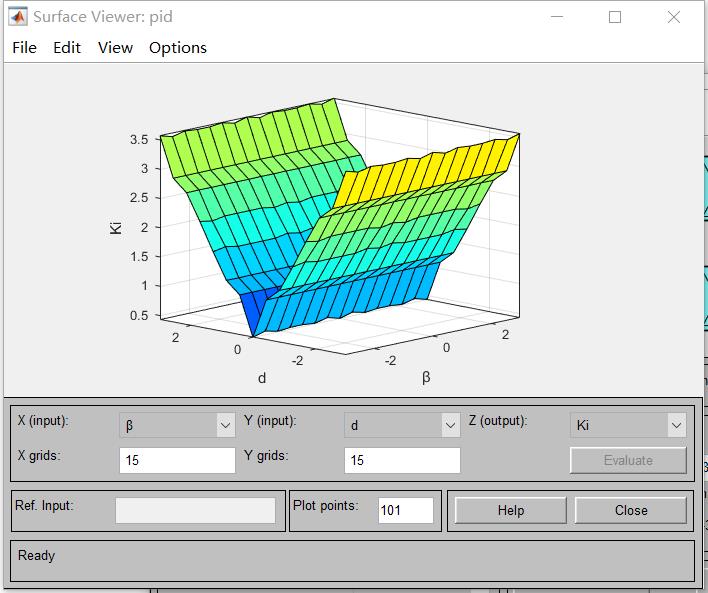 Surface Viewer: pid
File Edit View Options
3.5
3
2.5
2
1.5
1
0.5
Ki
2
0
-2
d
-2
0
2
β
X (input): β Y (input): d Z (output): Ki
X grids: 15 Y grids: 15 Evaluate
Ref. Input: Plot points: 101 Help Close
Ready